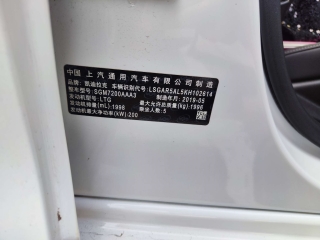 中国 上汽通用汽车有限公司制造
品牌:凯迪拉克 车辆识别代号:LSGAR5AL5KH102614
整车型号:SGM7200AAA3 制造年月:2019-05
发动机型号:LTG 最大允许总质量(kg):1996
发动机排量(mL):1998 乘坐人数:5
发动机最大净功率(kW):200